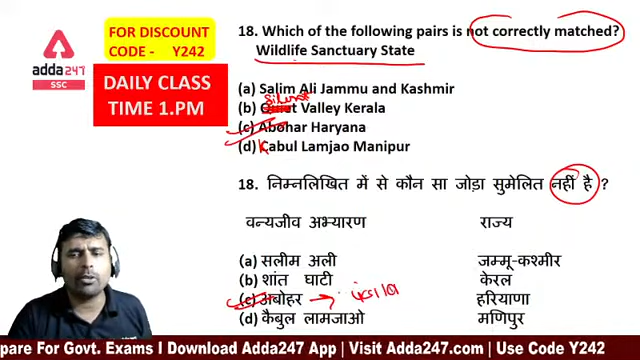 FOR DISCOUNT
CODE - Y242
adda247
SSC
DAILY CLASS
TIME 1.PM
18. Which of the following pairs is not correctly matched?
Wildlife Sanctuary State
(a) Salim Ali Jammu and Kashmir
(b) Quiet Valley Kerala
(c) Abohar Haryana
(d) Cabul Lamjao Manipur
K
18. निम्नलिखित में से कौन सा जोड़ा सुमेलित नहीं है ?
वन्यजीव अभ्यारण राज्य
(a) सलीम अली जम्मू-कश्मीर
(b) शांत घाटी केरल
(c) अबोहर हरियाणा
(d) कैबुल लामजाओ मणिपुर
pare For Govt. Exams I Download Adda247 App | Visit Adda247.com | Use Code Y242